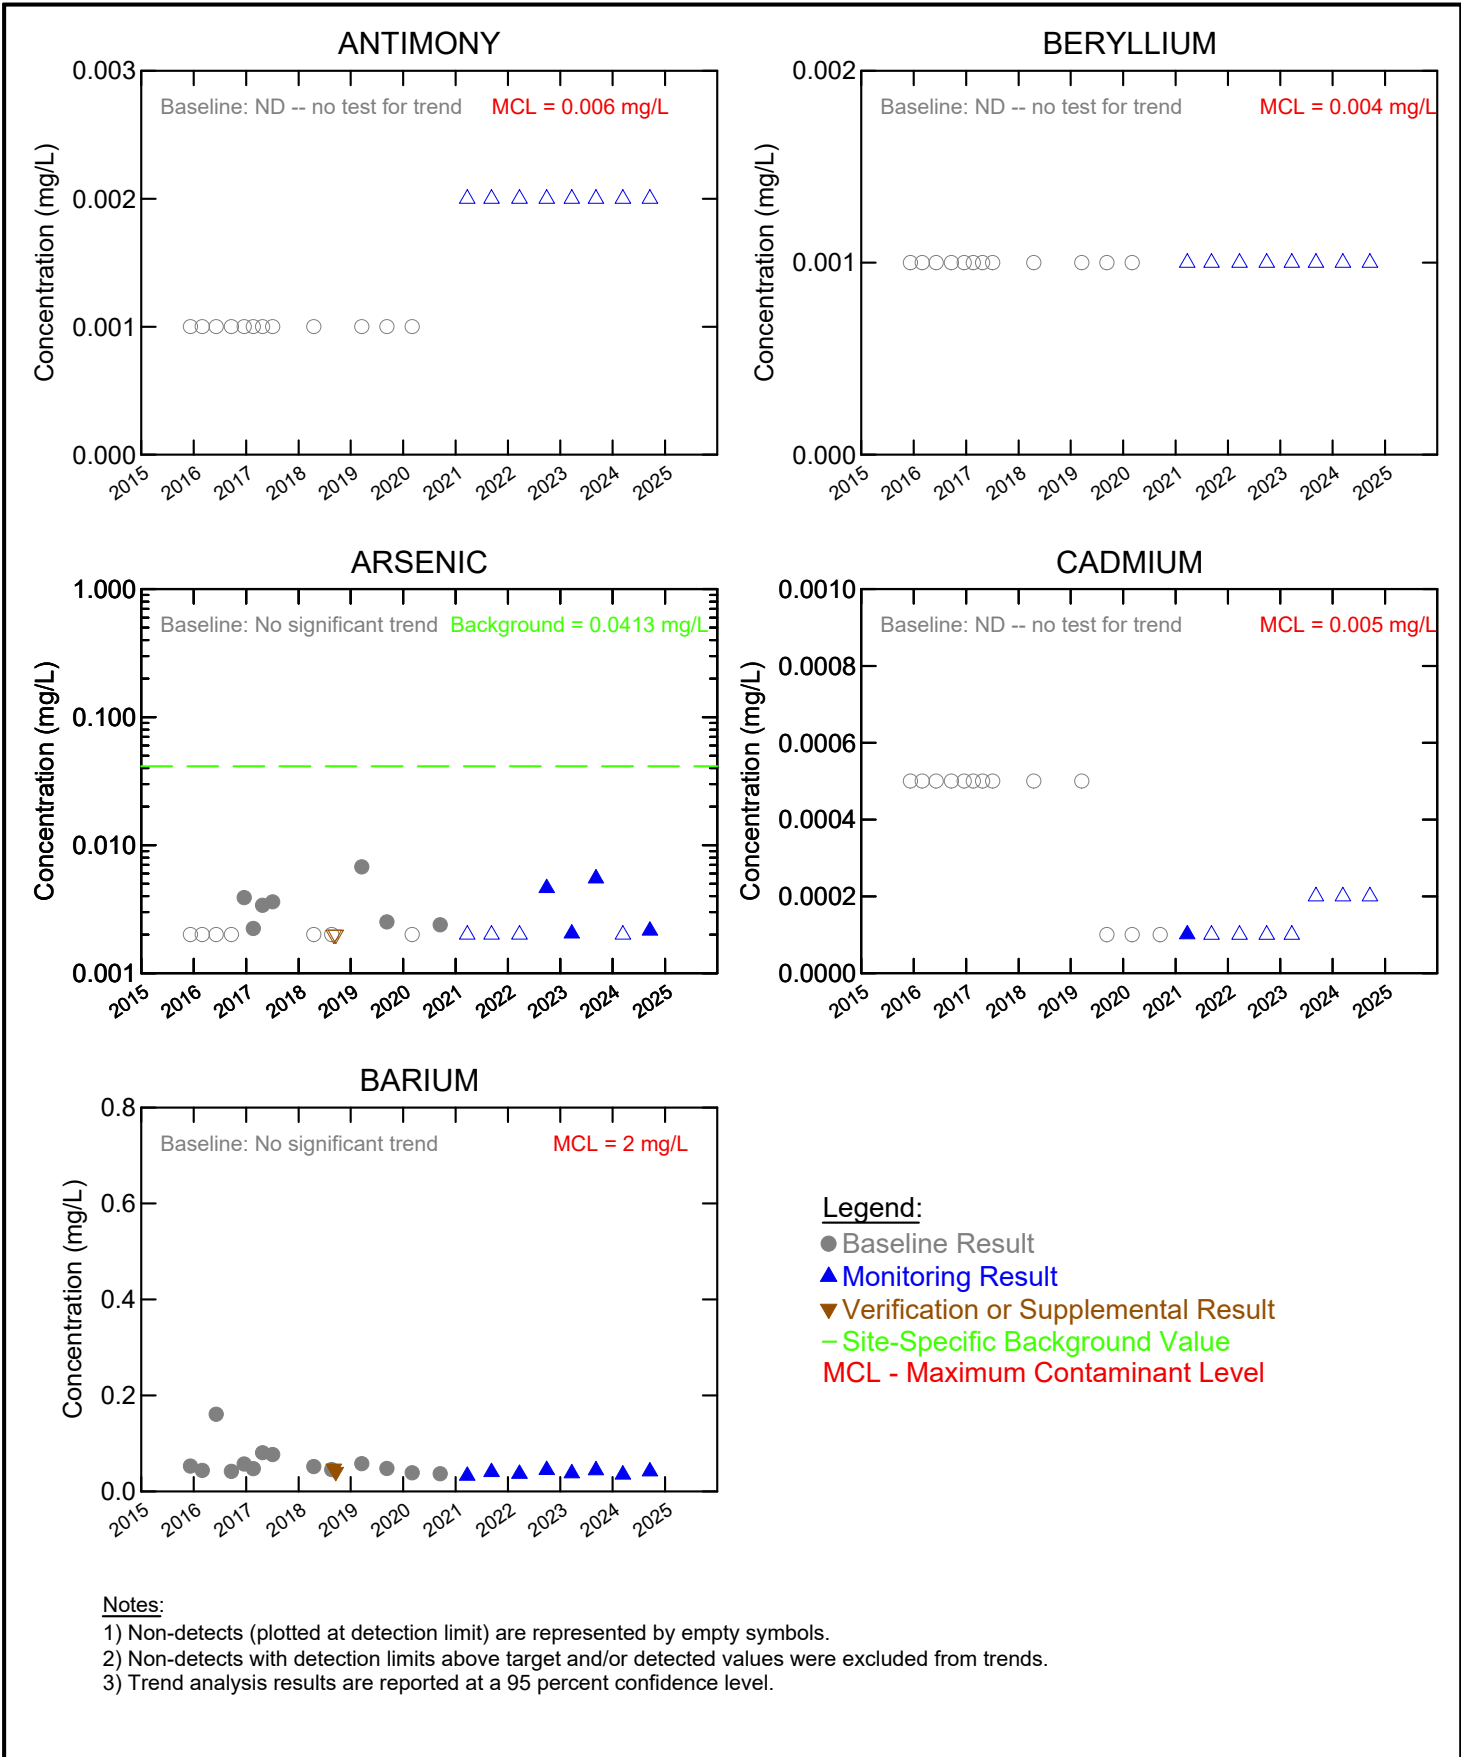 ANTIMONY
Concentration (mg/L)
0.003
0.002
0.001
0.000
Baseline: ND -- no test for trend MCL = 0.006 mg/L
2015 2016 2017 2018 2019 2020 2021 2022 2023 2024 2025
BERYLLIUM
Concentration (mg/L)
0.002
0.001
0.000
Baseline: ND -- no test for trend MCL = 0.004 mg/L
2015 2016 2017 2018 2019 2020 2021 2022 2023 2024 2025
ARSENIC
Concentration (mg/L)
1.000
0.100
0.010
0.001
Baseline: No significant trend Background = 0.0413 mg/L
2015 2016 2017 2018 2019 2020 2021 2022 2023 2024 2025
CADMIUM
Concentration (mg/L)
0.0010
0.0008
0.0006
0.0004
0.0002
0.0000
Baseline: ND -- no test for trend MCL = 0.005 mg/L
2015 2016 2017 2018 2019 2020 2021 2022 2023 2024 2025
BARIUM
Concentration (mg/L)
0.8
0.6
0.4
0.2
0.0
Baseline: No significant trend MCL = 2 mg/L
2015 2016 2017 2018 2019 2020 2021 2022 2023 2024 2025
Legend:
Baseline Result
Monitoring Result
Verification or Supplemental Result
Site-Specific Background Value
MCL - Maximum Contaminant Level
Notes:
1) Non-detects (plotted at detection limit) are represented by empty symbols.
2) Non-detects with detection limits above target and/or detected values were excluded from trends.
3) Trend analysis results are reported at a 95 percent confidence level.